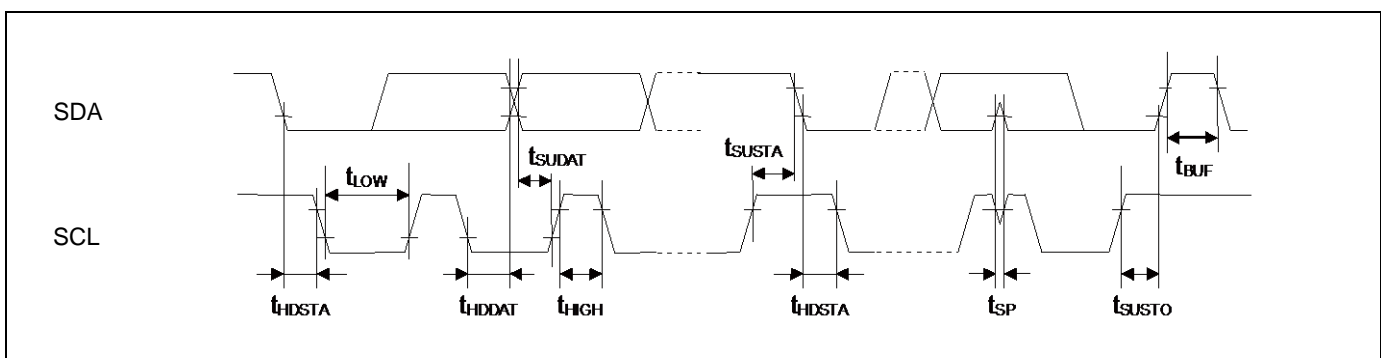 SDA
tSUDAT
tSUSTA
tBUF
tLOW
SCL
tHDSTA
tHDDAT
tHIGH
tHDSTA
tSP
tSUSTO